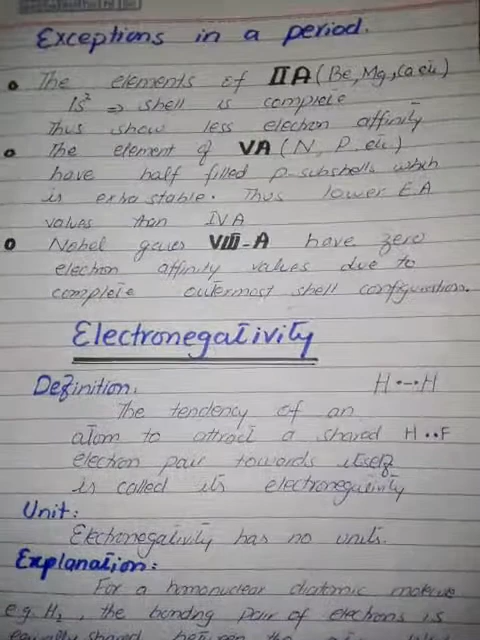 Exceptions in a period.
The elements of IIA (Be, Mg, Ca etc)
1s² ⇒ shell is complete
Thus show less electron affinity
The element of VA (N, P etc)
have half filled p-subshells which
is extra stable. Thus lower E.A
values than IVA
Nobel gases VIII-A have zero
electron affinity values due to
complete outermost shell configuration.
Electronegativity
Definition.
H •–• H
The tendency of an
atom to attract a shared H •• F
electron pair towards itself
is called its electronegativity
Unit:
Electronegativity has no units.
Explanation:
For a homonuclear diatomic molecule
e.g. H₂, the bonding pair of electrons is
equally shared between the